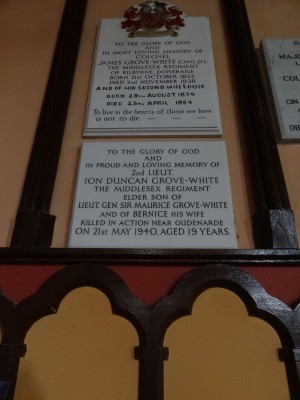 TO THE GLORY OF GOD
AND
IN MOST LOVING MEMORY OF
COLONEL
JAMES GROVE-WHITE C.M.G.,D.L.
THE MIDDLESEX REGIMENT
OF KILBYRNE, DONERAILE
BORN 31ST OCTOBER 1852
DIED 2ND NOVEMBER 1938
AND OF HIS SECOND WIFE LOUIE
BORN 28TH AUGUST 1874
DIED 25TH APRIL 1964
To live in the hearts of those we love
is not to die.
TO THE GLORY OF GOD
AND
IN PROUD AND LOVING MEMORY OF
2nd LIEUT.
ION DUNCAN GROVE-WHITE
THE MIDDLESEX REGIMENT
ELDER SON OF
LIEUT GEN SIR MAURICE GROVE-WHITE
AND OF BERNICE HIS WIFE
KILLED IN ACTION NEAR OUDENARDE
ON 21st MAY 1940, AGED 19 YEARS.
MAJOR
COL